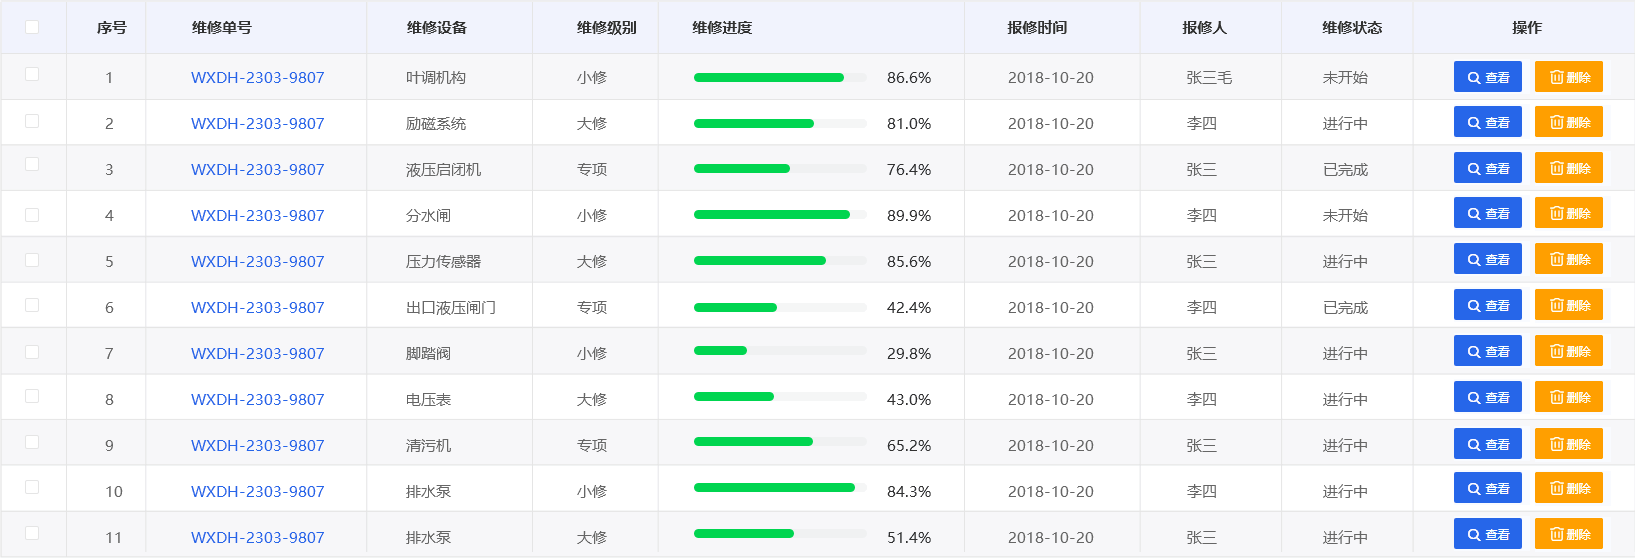 序号 维修单号 维修设备 维修级别 维修进度 报修时间 报修人 维修状态 操作
1 WXDH-2303-9807 叶调机构 小修 86.6% 2018-10-20 张三毛 未开始 查看 删除
2 WXDH-2303-9807 励磁系统 大修 81.0% 2018-10-20 李四 进行中 查看 删除
3 WXDH-2303-9807 液压启闭机 专项 76.4% 2018-10-20 张三 已完成 查看 删除
4 WXDH-2303-9807 分水闸 小修 89.9% 2018-10-20 李四 未开始 查看 删除
5 WXDH-2303-9807 压力传感器 大修 85.6% 2018-10-20 张三 进行中 查看 删除
6 WXDH-2303-9807 出口液压闸门 专项 42.4% 2018-10-20 李四 已完成 查看 删除
7 WXDH-2303-9807 脚踏阀 小修 29.8% 2018-10-20 张三 进行中 查看 删除
8 WXDH-2303-9807 电压表 大修 43.0% 2018-10-20 李四 进行中 查看 删除
9 WXDH-2303-9807 清污机 专项 65.2% 2018-10-20 张三 进行中 查看 删除
10 WXDH-2303-9807 排水泵 小修 84.3% 2018-10-20 李四 进行中 查看 删除
11 WXDH-2303-9807 排水泵 大修 51.4% 2018-10-20 张三 进行中 查看 删除